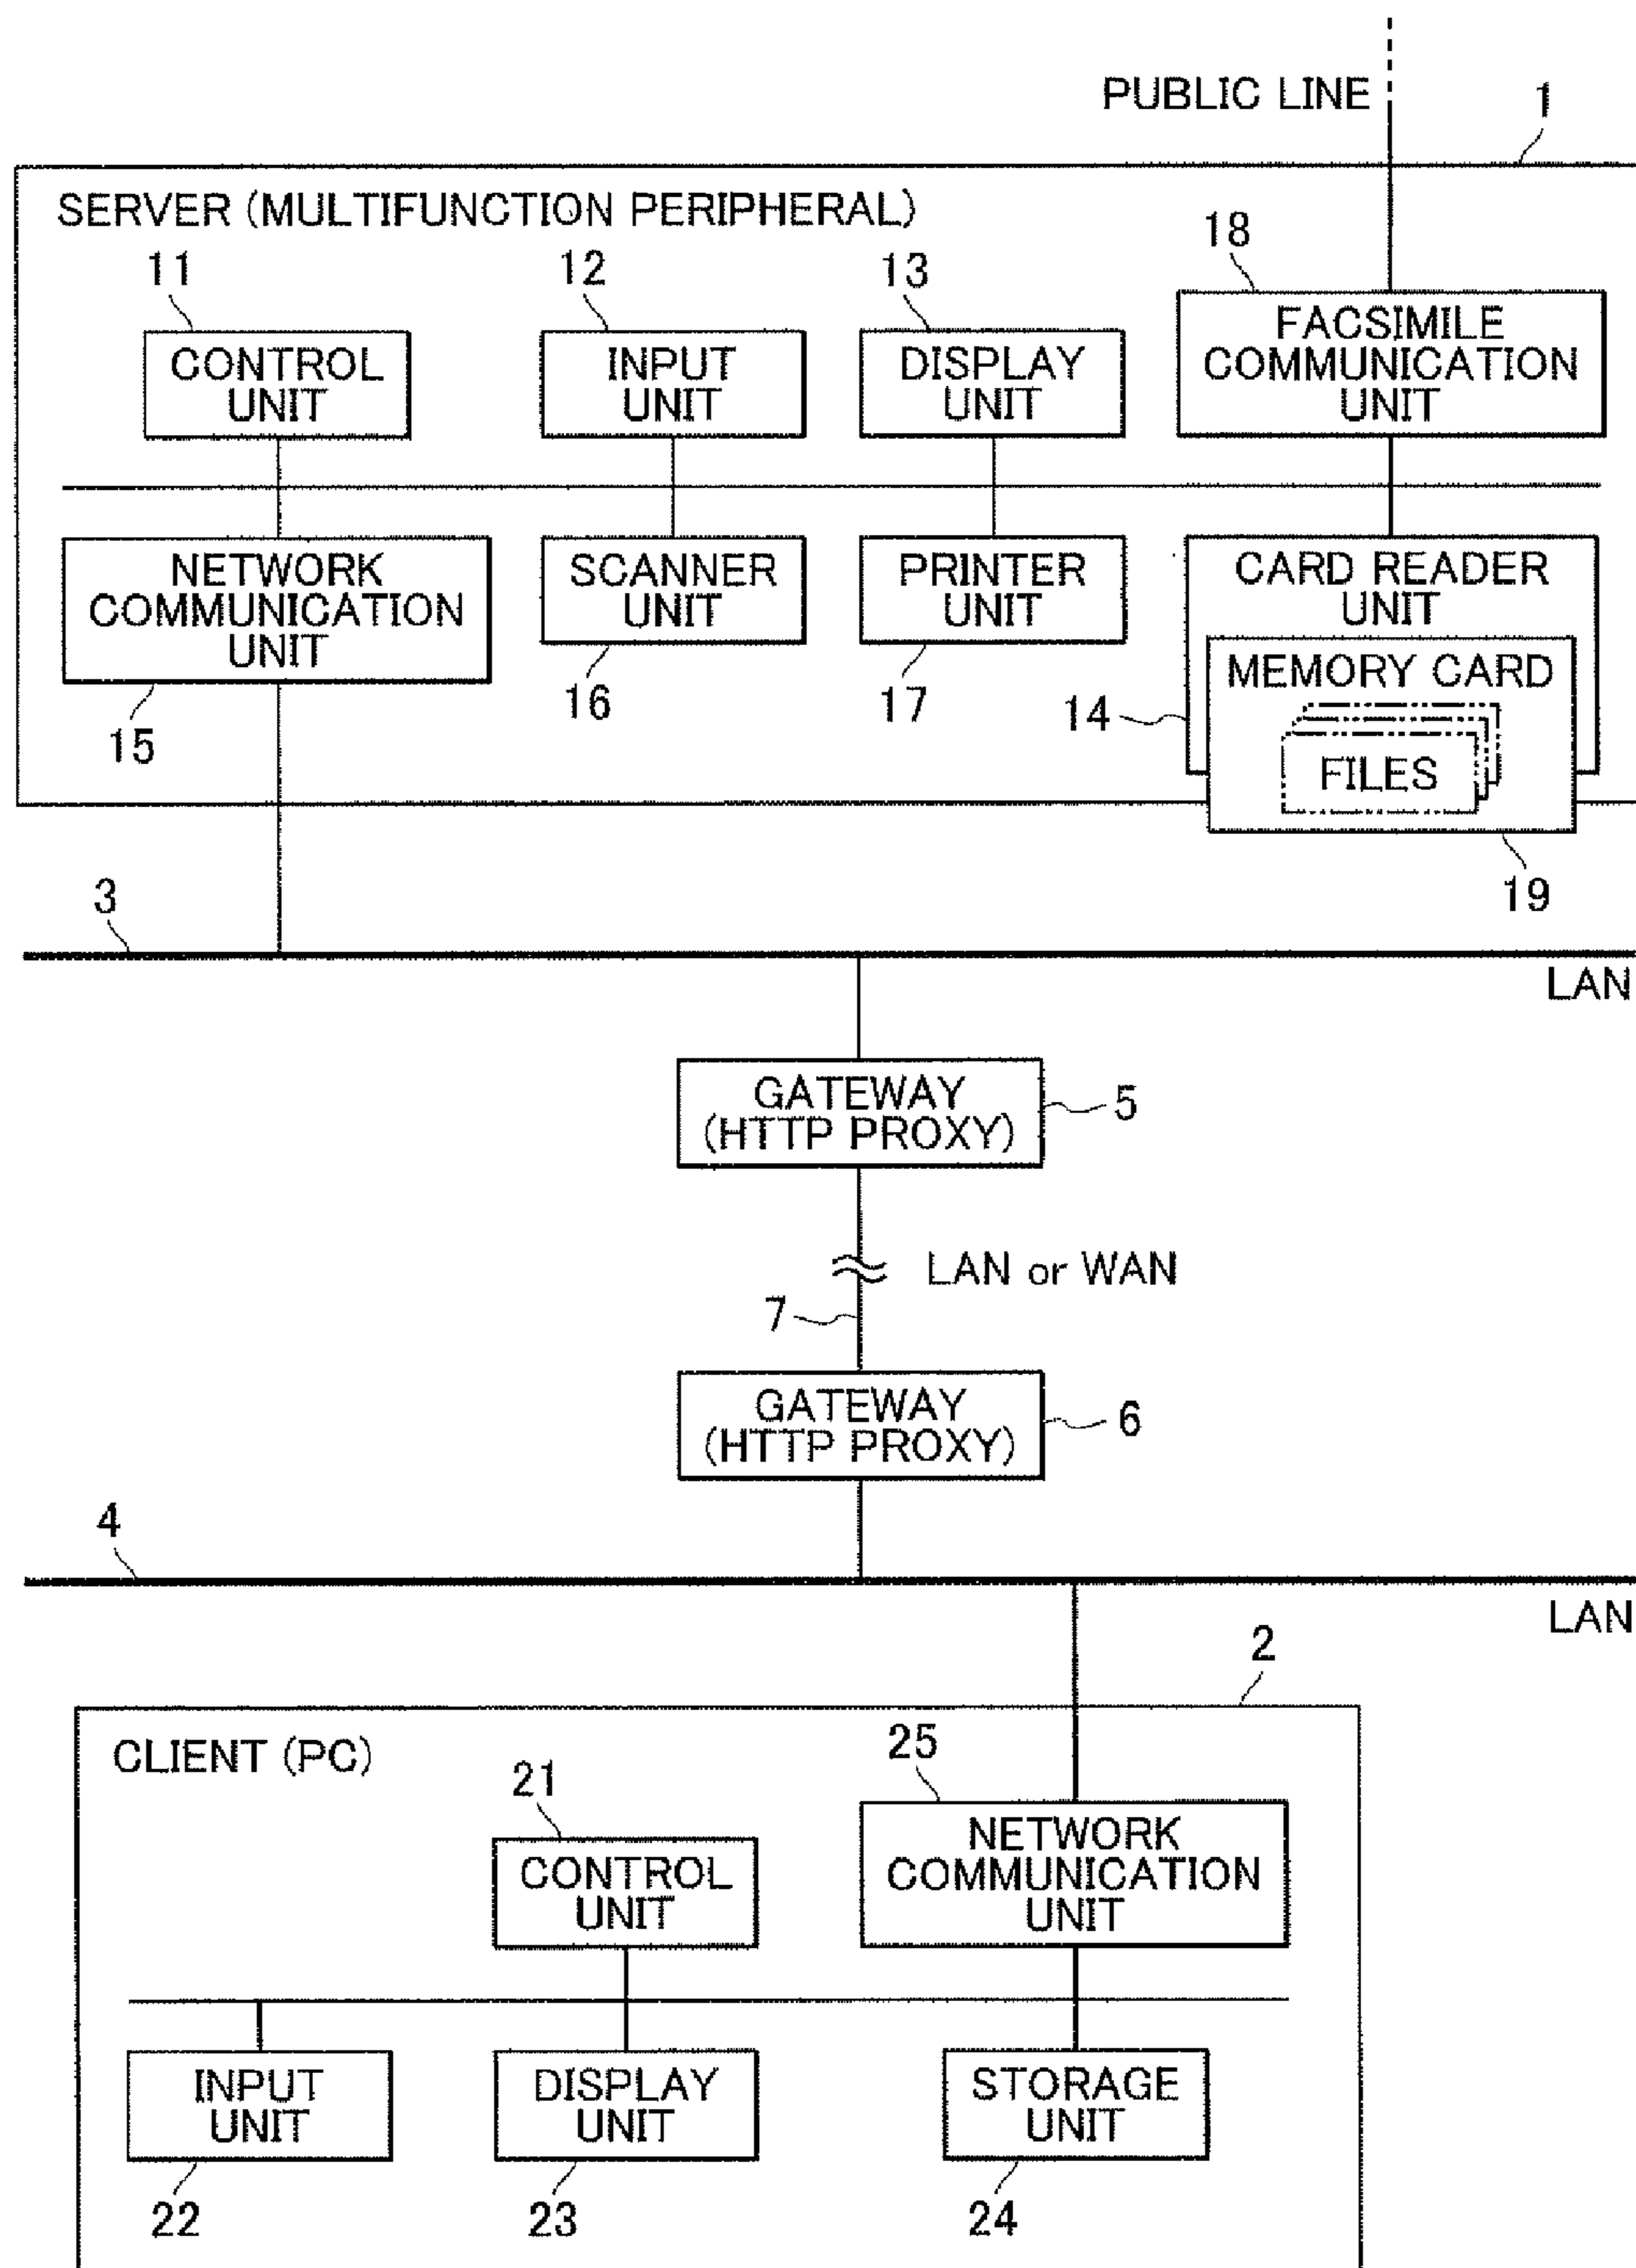 PUBLIC LINE
1
SERVER (MULTIFUNCTION PERIPHERAL)
11
12
13
18
CONTROL
UNIT
INPUT
UNIT
DISPLAY
UNIT
FACSIMILE
COMMUNICATION
UNIT
NETWORK
COMMUNICATION
UNIT
SCANNER
UNIT
PRINTER
UNIT
CARD READER
UNIT
MEMORY CARD
FILES
15
16
17
14
19
3
LAN
GATEWAY
(HTTP PROXY)
5
LAN or WAN
7
GATEWAY
(HTTP PROXY)
6
4
LAN
2
CLIENT (PC)
21
25
CONTROL
UNIT
NETWORK
COMMUNICATION
UNIT
INPUT
UNIT
DISPLAY
UNIT
STORAGE
UNIT
22
23
24